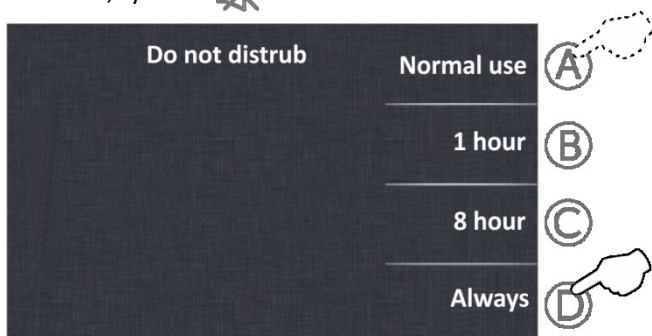 Do not distrub
Normal use
A
1 hour
B
8 hour
C
Always
D